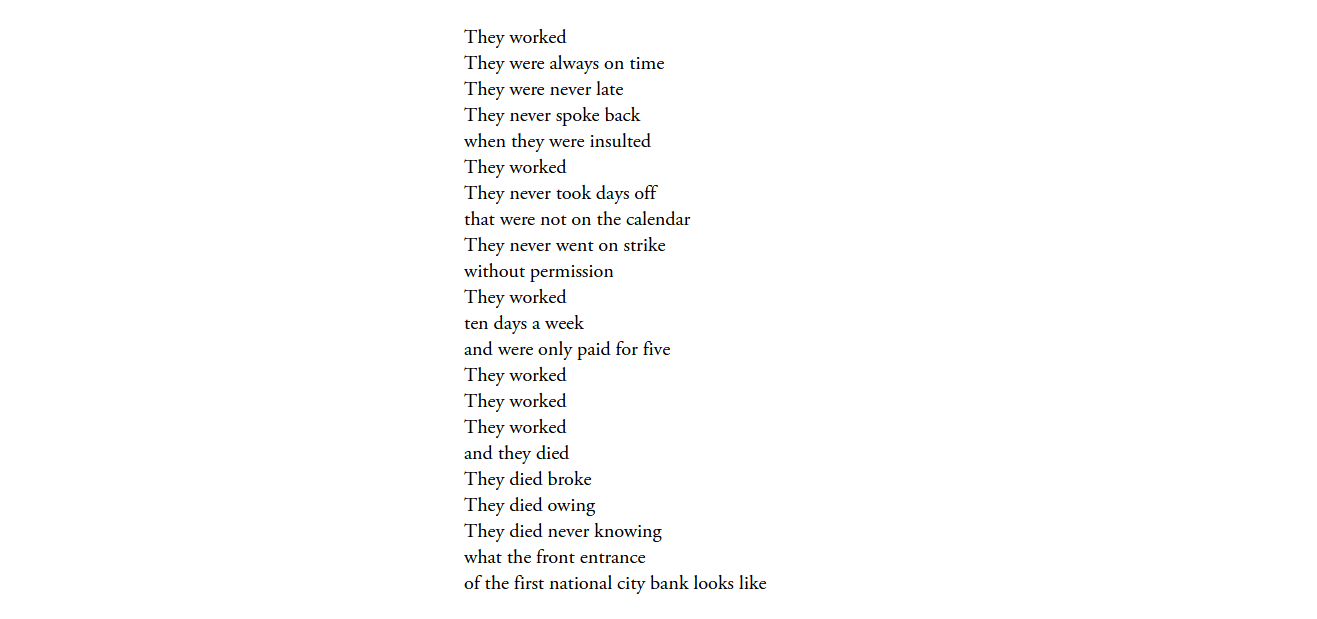 They worked
They were always on time
They were never late
They never spoke back
when they were insulted
They worked
They never took days off
that were not on the calendar
They never went on strike
without permission
They worked
ten days a week
and were only paid for five
They worked
They worked
They worked
and they died
They died broke
They died owing
They died never knowing
what the front entrance
of the first national city bank looks like